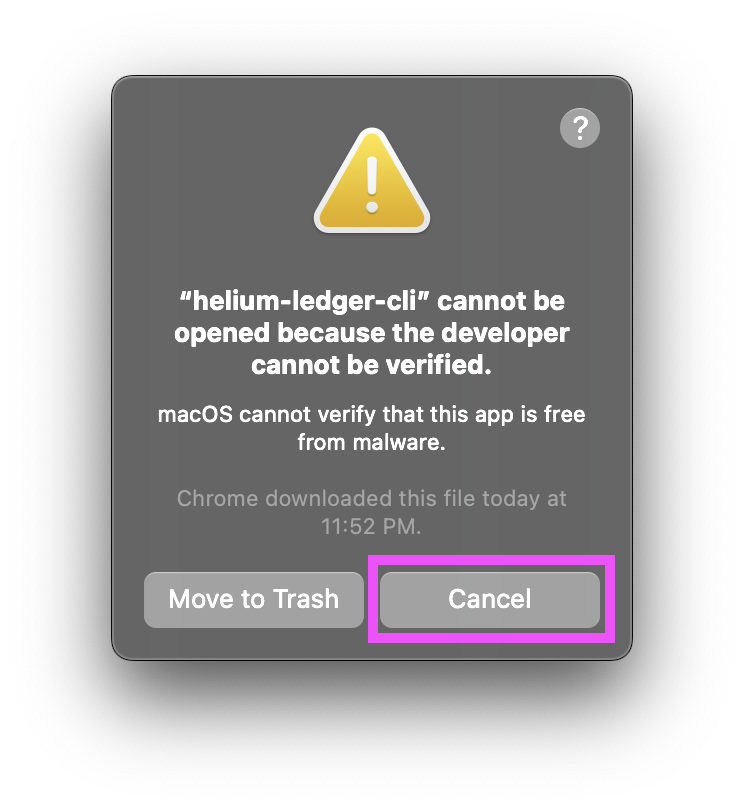 ?
“helium-ledger-cli” cannot be
opened because the developer
cannot be verified.
macOS cannot verify that this app is free
from malware.
Chrome downloaded this file today at
11:52 PM.
Move to Trash
Cancel